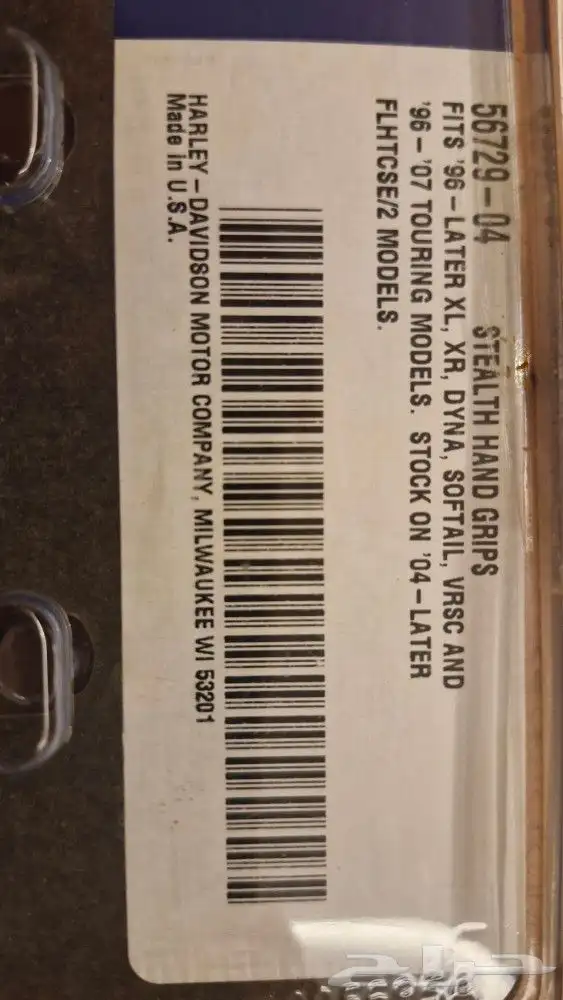 56729-04 STEALTH HAND GRIPS
FITS '96-LATER XL, XR, DYNA, SOFTAIL, VRSC AND
'96-'07 TOURING MODELS. STOCK ON '04-LATER
FLHTCSE/2 MODELS.
HARLEY-DAVIDSON MOTOR COMPANY, MILWAUKEE WI 53201
Made in U.S.A.
حراج